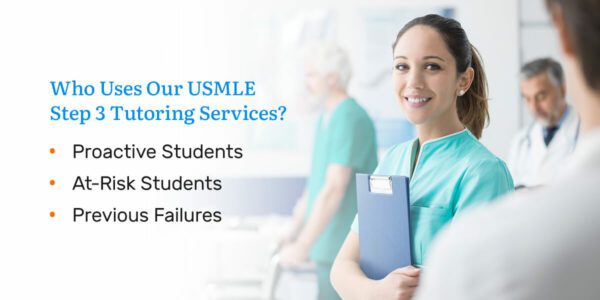 Who Uses Our USMLE
Step 3 Tutoring Services?
• Proactive Students
• At-Risk Students
• Previous Failures